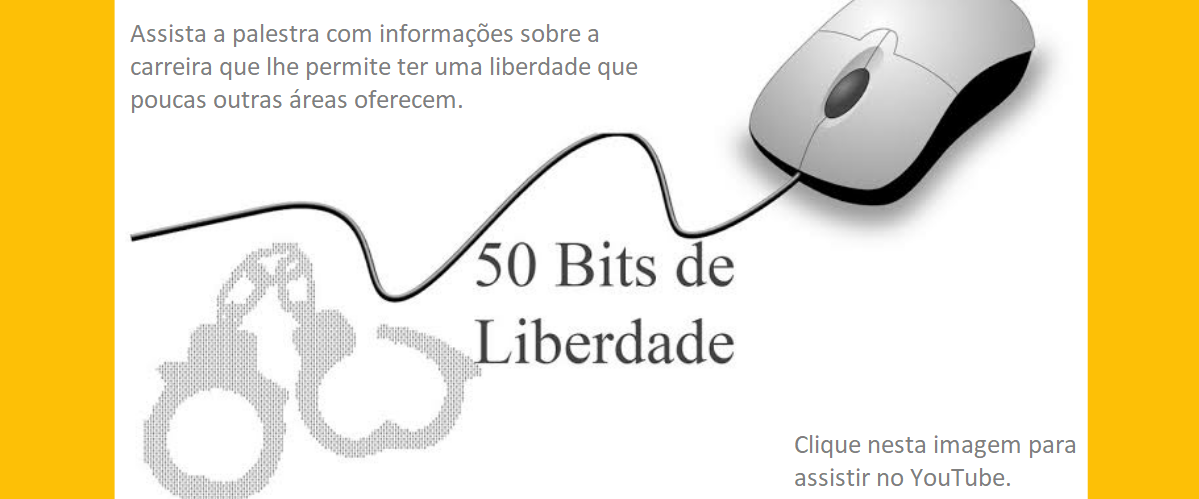 Assista a palestra com informações sobre a
carreira que lhe permite ter uma liberdade que
poucas outras áreas oferecem.
50 Bits de
Liberdade
Clique nesta imagem para
assistir no YouTube.